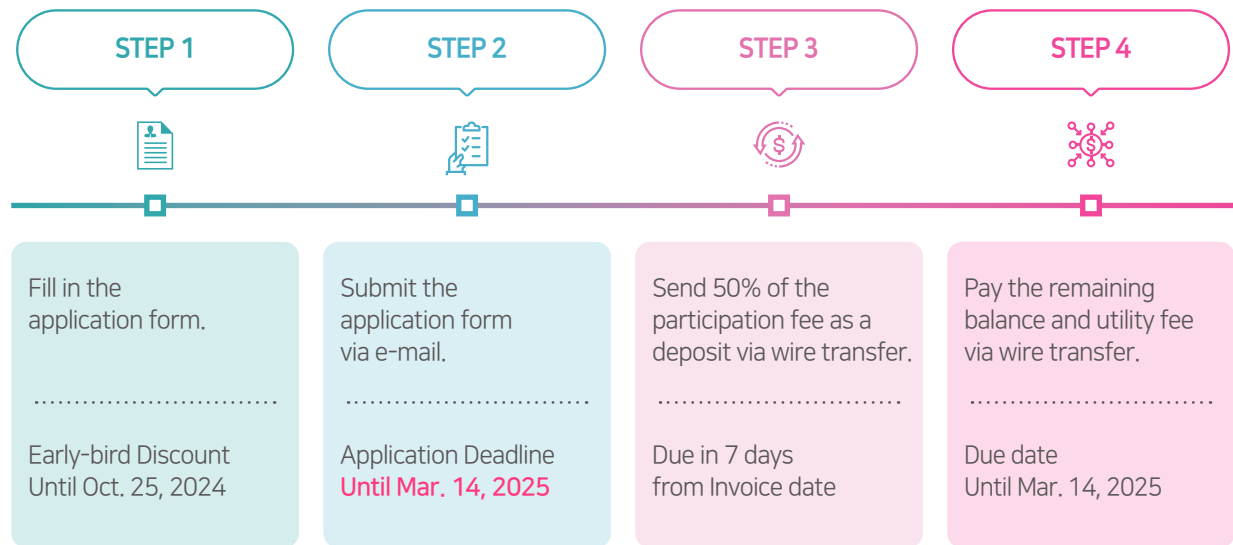 STEP 1
STEP 2
STEP 3
STEP 4
$
$
Fill in the
application form.
Early-bird Discount
Until Oct. 25, 2024
Submit the
application form
via e-mail.
Application Deadline
Until Mar. 14, 2025
Send 50% of the
participation fee as a
deposit via wire transfer.
Due in 7 days
from Invoice date
Pay the remaining
balance and utility fee
via wire transfer.
Due date
Until Mar. 14, 2025